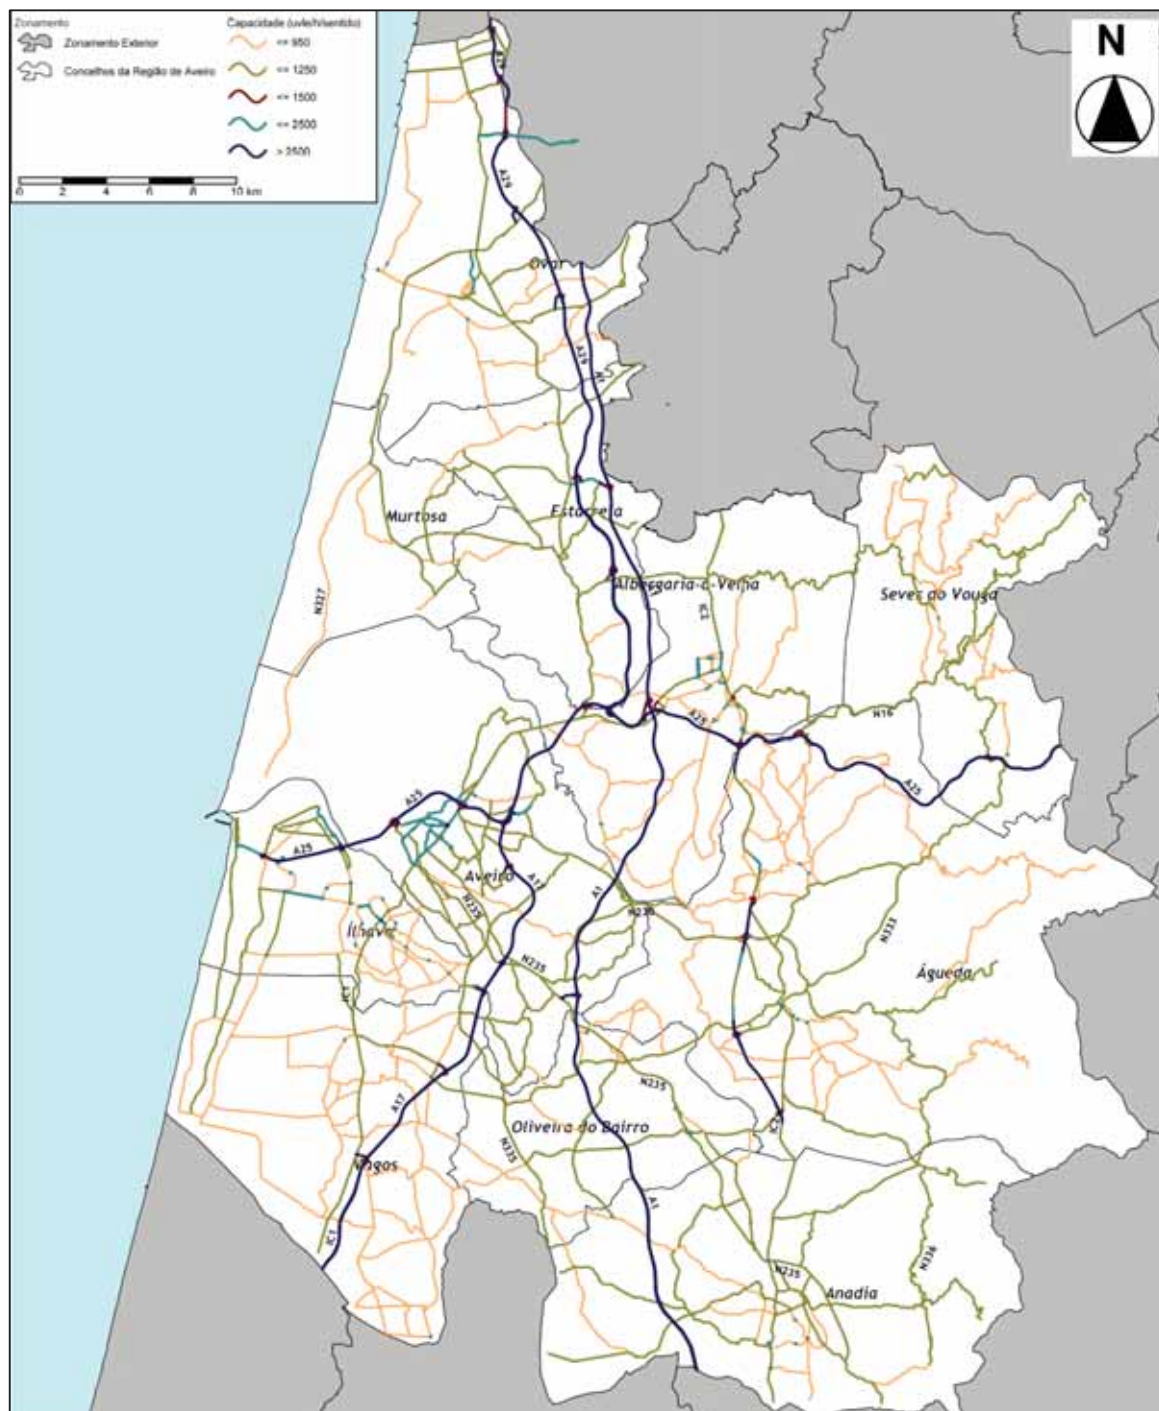 Zonamento
Zonamento Exterior
Concelhos da Região de Aveiro
Capacidade (uvle/h/sentido)
<= 950
<= 1250
<= 1500
<= 2500
> 2500
0 2 4 6 8 10 km
N
A29
A29
Ovar
A29
A1
Murtosa
Estarreja
Albergaria-a-Velha
Sever do Vouga
N327
IC2
A25
N16
A25
A25
A25
Aveiro
A17
A1
N235
N230
Ílhavo
N235
N333
Águeda
IC1
A17
N235
Oliveira do Bairro
IC2
N335
Vagos
A1
IC1
N235
N336
Anadia